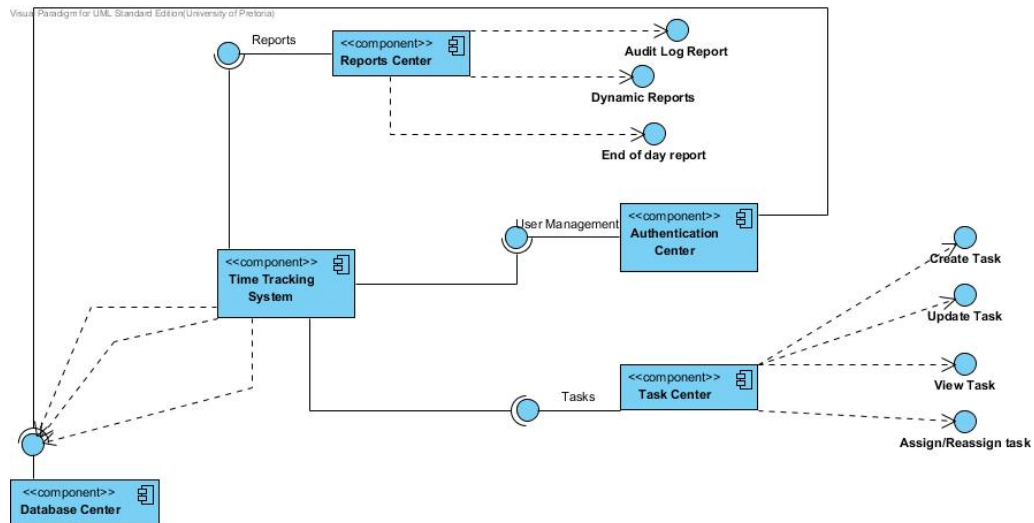 Visual Paradigm for UML Standard Edition(University of Pretoria)
Reports
<<component>>
Reports Center
Audit Log Report
Dynamic Reports
End of day report
User Management
<<component>>
Authentication
Center
<<component>>
Time Tracking
System
Create Task
Update Task
<<component>>
Task Center
Tasks
View Task
Assign/Reassign task
<<component>>
Database Center